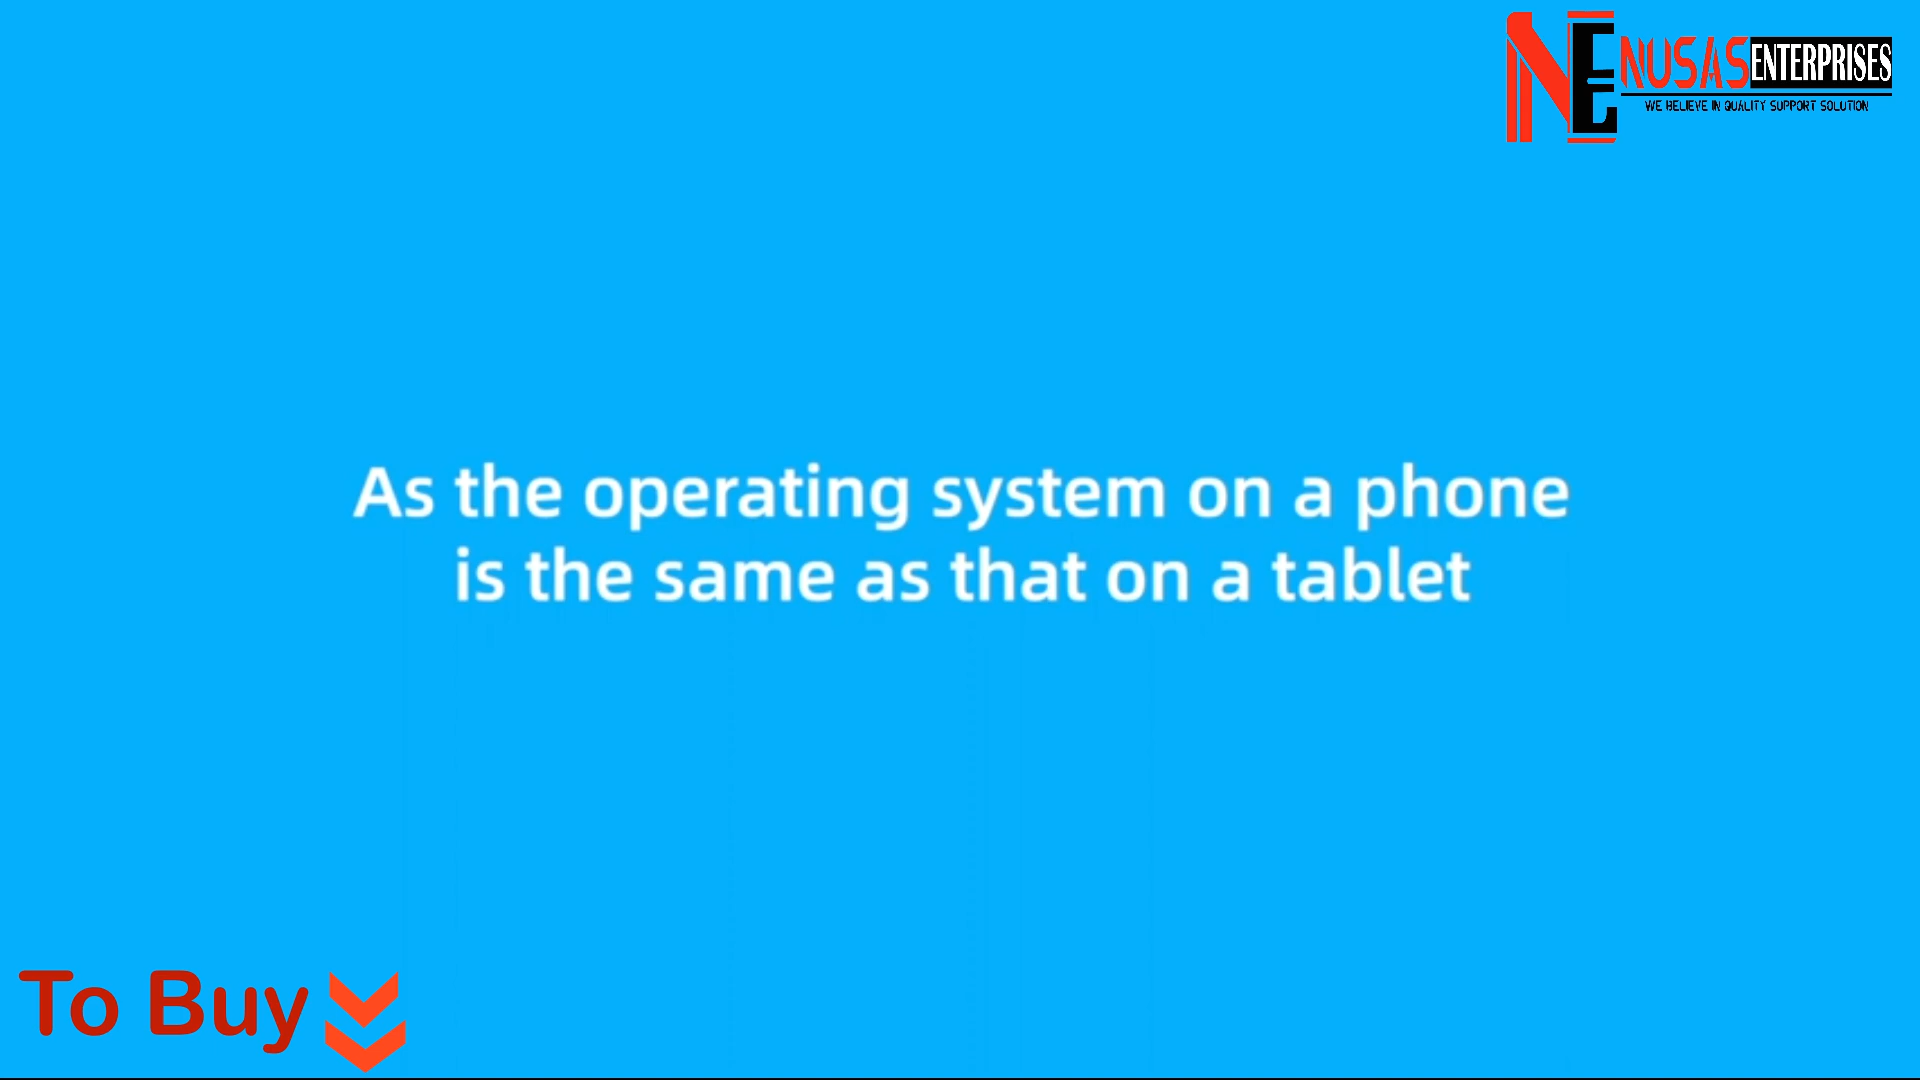 NE NUSAS ENTERPRISES
WE BELIEVE IN QUALITY SUPPORT SOLUTION
As the operating system on a phone
is the same as that on a tablet
To Buy